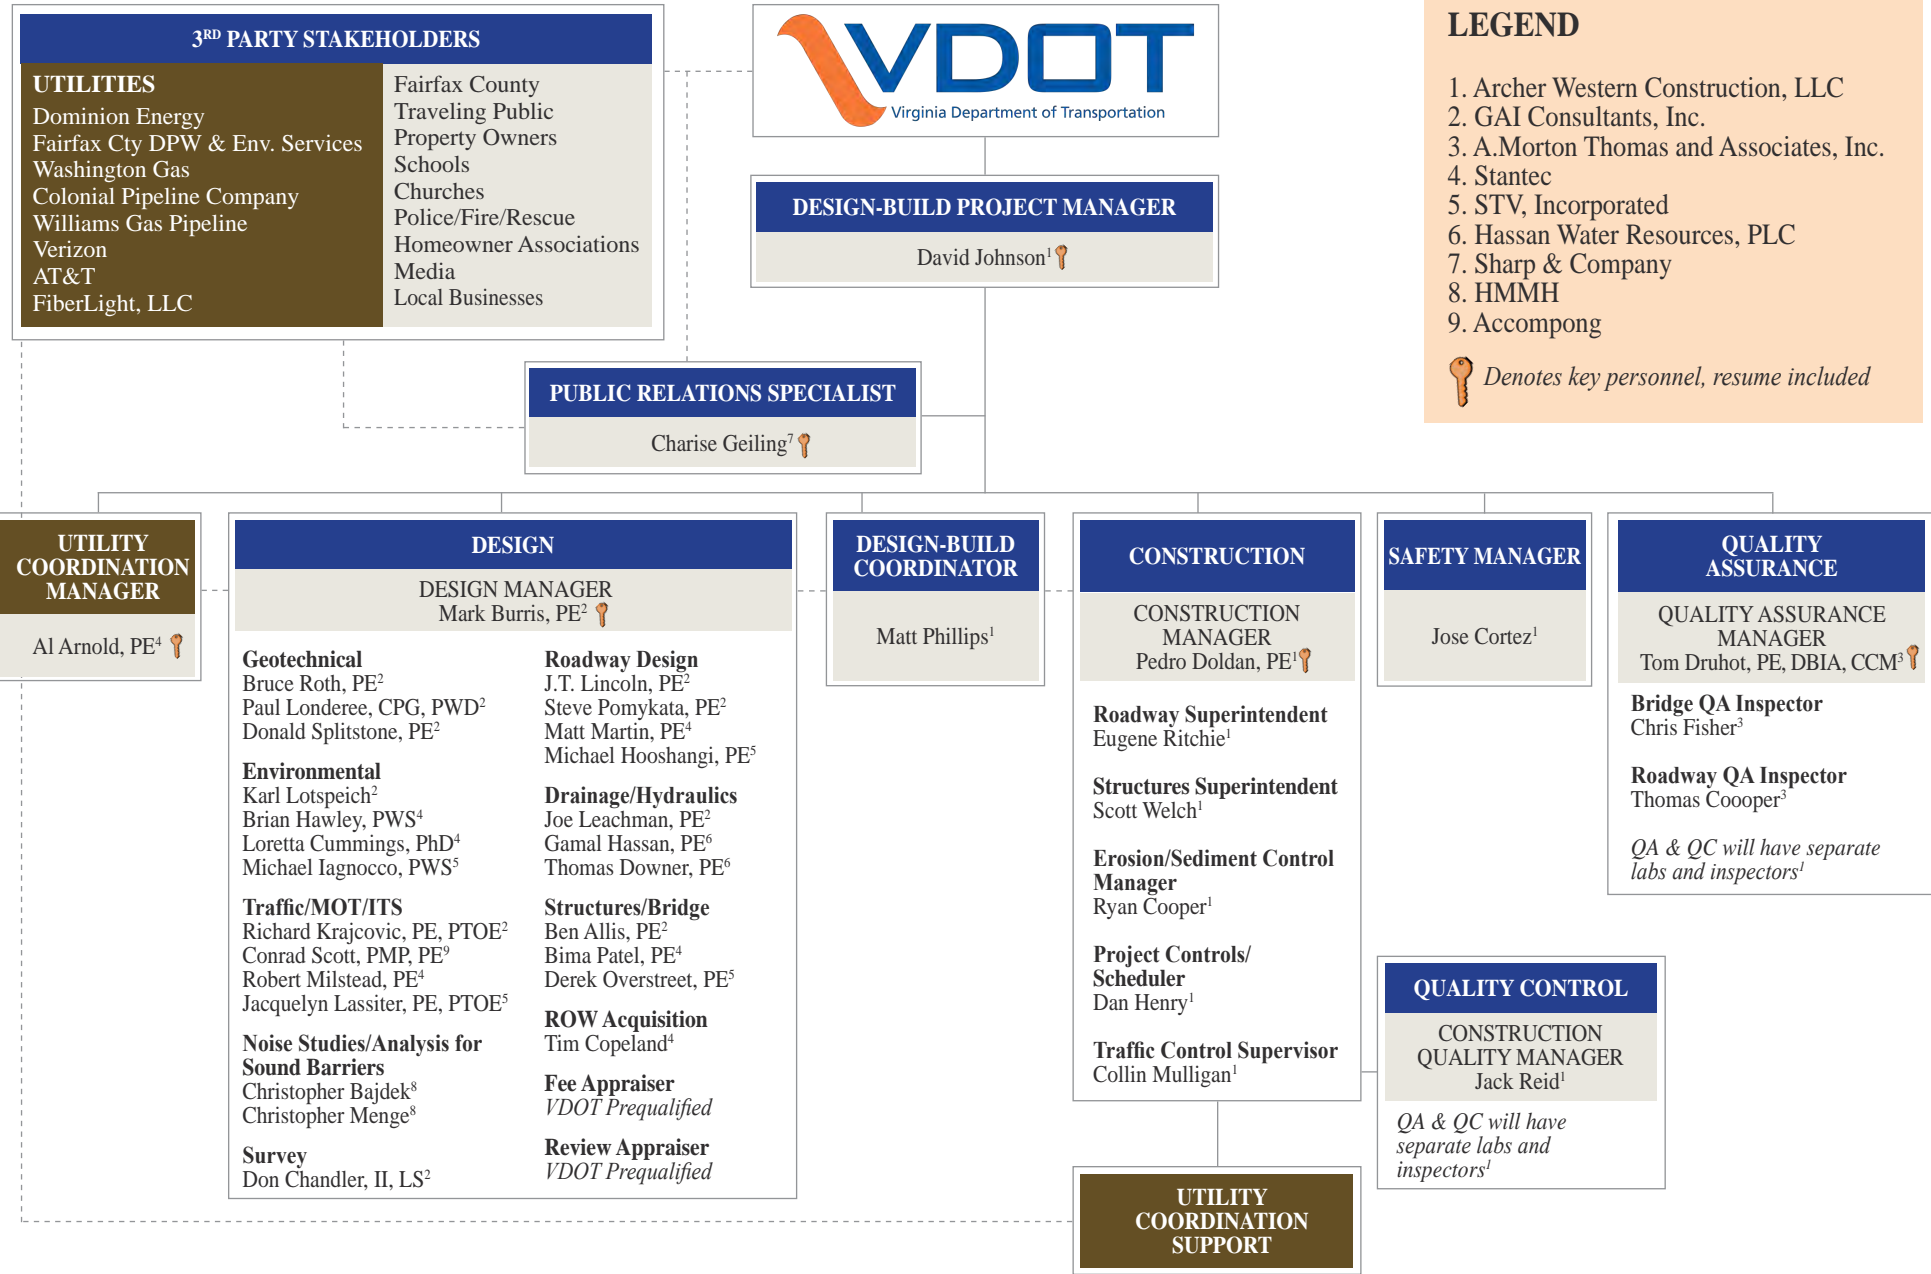 3RD PARTY STAKEHOLDERS
UTILITIES
Dominion Energy
Fairfax Cty DPW & Env. Services
Washington Gas
Colonial Pipeline Company
Williams Gas Pipeline
Verizon
AT&T
FiberLight, LLC
Fairfax County
Traveling Public
Property Owners
Schools
Churches
Police/Fire/Rescue
Homeowner Associations
Media
Local Businesses
VDOT
Virginia Department of Transportation
LEGEND
1. Archer Western Construction, LLC
2. GAI Consultants, Inc.
3. A.Morton Thomas and Associates, Inc.
4. Stantec
5. STV, Incorporated
6. Hassan Water Resources, PLC
7. Sharp & Company
8. HMMH
9. Accompong
Denotes key personnel, resume included
DESIGN-BUILD PROJECT MANAGER
David Johnson1
PUBLIC RELATIONS SPECIALIST
Charise Geiling7
UTILITY
COORDINATION
MANAGER
Al Arnold, PE4
DESIGN
DESIGN MANAGER
Mark Burris, PE2
Geotechnical
Bruce Roth, PE2
Paul Londeree, CPG, PWD2
Donald Splitstone, PE2
Environmental
Karl Lotspeich2
Brian Hawley, PWS4
Loretta Cummings, PhD4
Michael Iagnocco, PWS5
Traffic/MOT/ITS
Richard Krajcovic, PE, PTOE2
Conrad Scott, PMP, PE9
Robert Milstead, PE4
Jacquelyn Lassiter, PE, PTOE5
Noise Studies/Analysis for
Sound Barriers
Christopher Bajdek8
Christopher Menge8
Survey
Don Chandler, II, LS2
Roadway Design
J.T. Lincoln, PE2
Steve Pomykata, PE2
Matt Martin, PE4
Michael Hooshangi, PE5
Drainage/Hydraulics
Joe Leachman, PE2
Gamal Hassan, PE6
Thomas Downer, PE6
Structures/Bridge
Ben Allis, PE2
Bima Patel, PE4
Derek Overstreet, PE5
ROW Acquisition
Tim Copeland4
Fee Appraiser
VDOT Prequalified
Review Appraiser
VDOT Prequalified
DESIGN-BUILD
COORDINATOR
Matt Phillips1
CONSTRUCTION
CONSTRUCTION
MANAGER
Pedro Doldan, PE1
Roadway Superintendent
Eugene Ritchie1
Structures Superintendent
Scott Welch1
Erosion/Sediment Control
Manager
Ryan Cooper1
Project Controls/
Scheduler
Dan Henry1
Traffic Control Supervisor
Collin Mulligan1
SAFETY MANAGER
Jose Cortez1
QUALITY
ASSURANCE
QUALITY ASSURANCE
MANAGER
Tom Druhot, PE, DBIA, CCM3
Bridge QA Inspector
Chris Fisher3
Roadway QA Inspector
Thomas Coooper3
QA & QC will have separate
labs and inspectors1
QUALITY CONTROL
CONSTRUCTION
QUALITY MANAGER
Jack Reid1
QA & QC will have
separate labs and
inspectors1
UTILITY
COORDINATION
SUPPORT